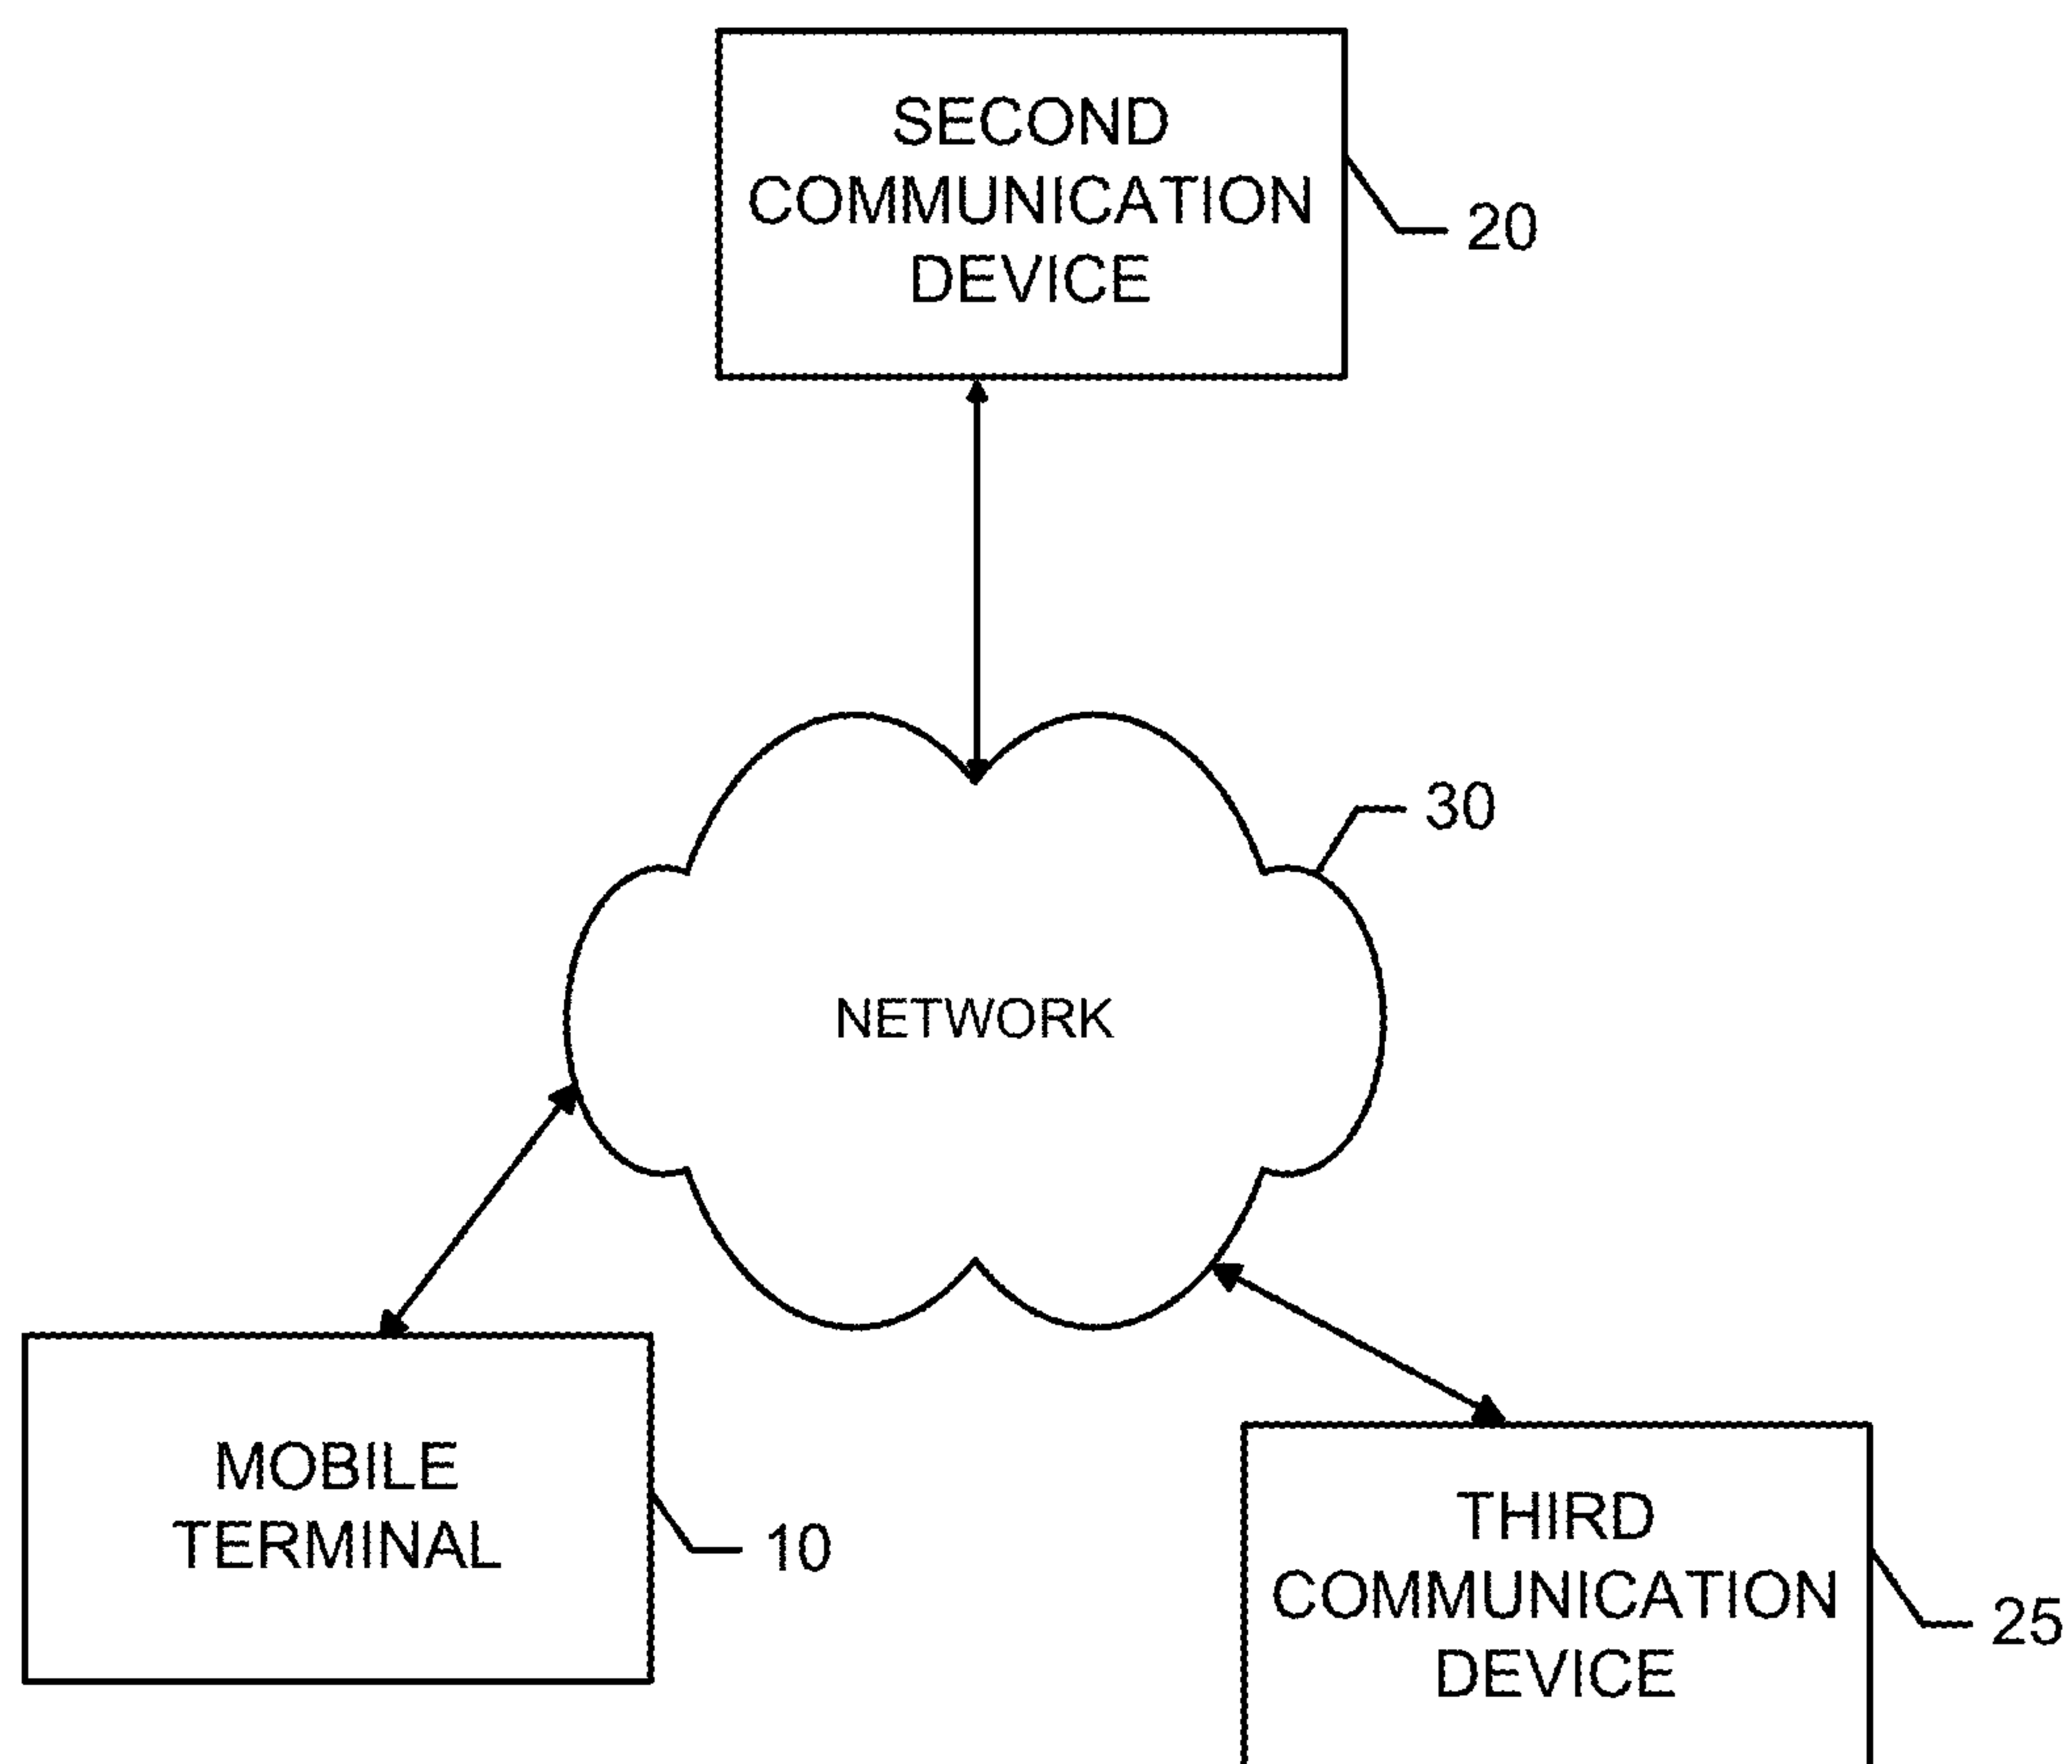 SECOND
COMMUNICATION
DEVICE
20
30
NETWORK
MOBILE
TERMINAL
10
THIRD
COMMUNICATION
DEVICE
25